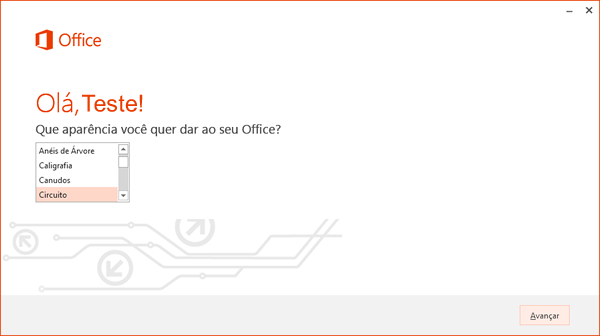 Office
Olá, Teste!
Que aparência você quer dar ao seu Office?
Anéis de Árvore
Caligrafia
Canudos
Circuito
Avançar